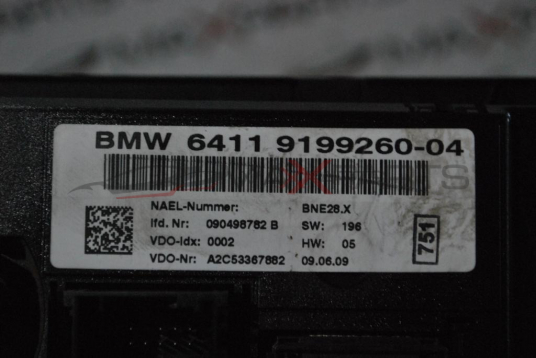 BMW 6411 9199260-04
NAEL-Nummer: BNE28.X
lfd. Nr: 090498782 B SW: 196
VDO-Idx: 0002 HW: 05
VDO-Nr: A2C53367882 09.06.09
751